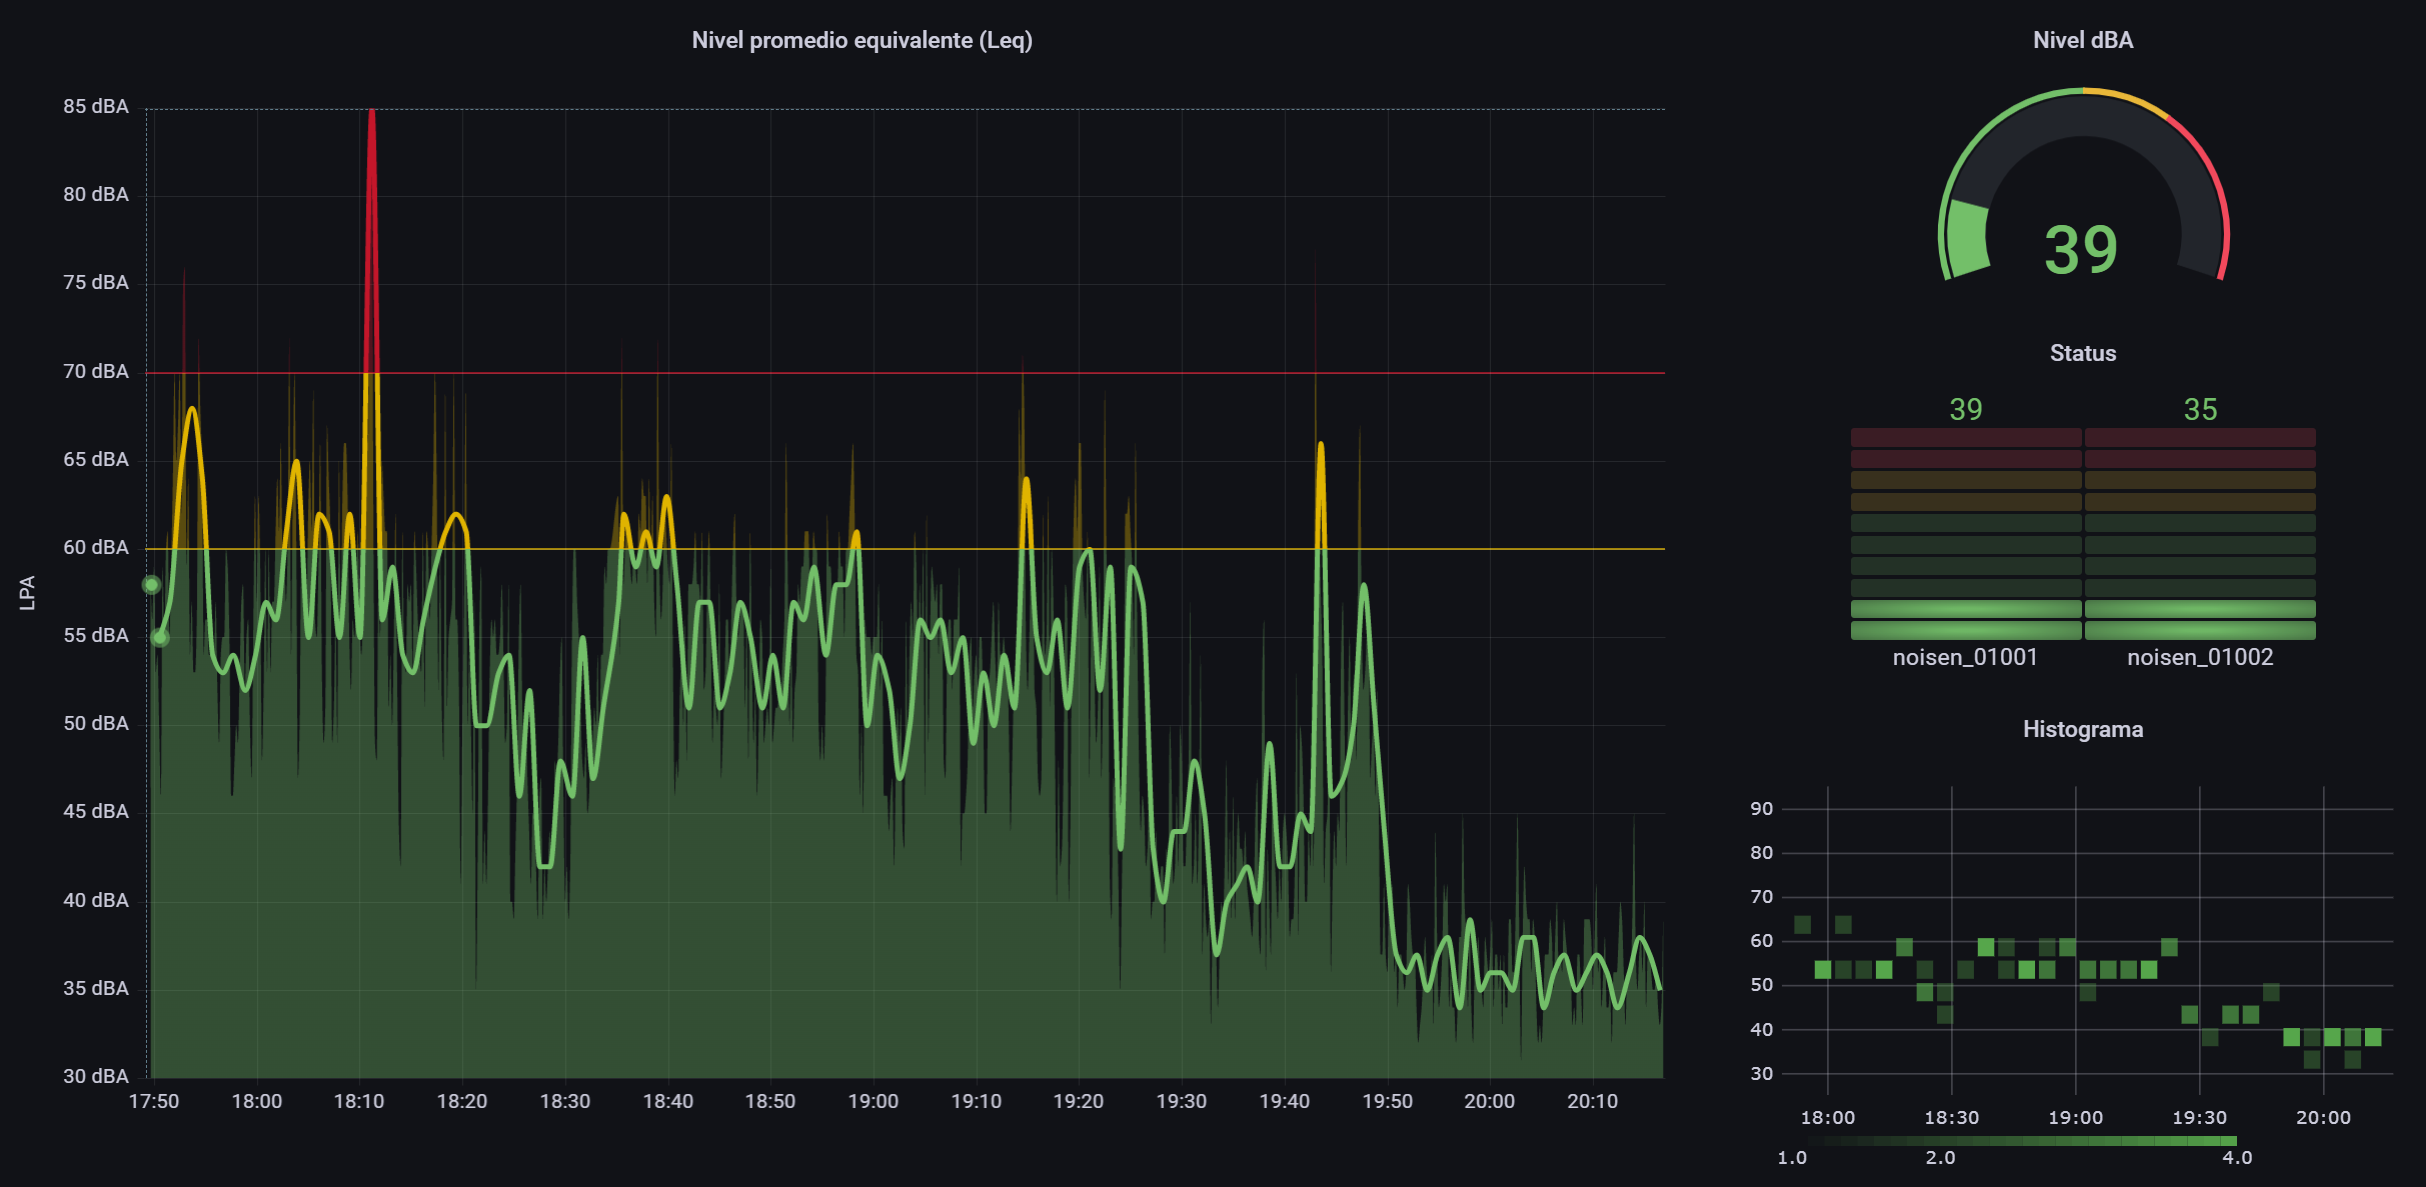 Nivel promedio equivalente (Leq)
85 dBA
80 dBA
75 dBA
70 dBA
65 dBA
60 dBA
55 dBA
50 dBA
45 dBA
40 dBA
35 dBA
30 dBA
LPA
17:50 18:00 18:10 18:20 18:30 18:40 18:50 19:00 19:10 19:20 19:30 19:40 19:50 20:00 20:10
Nivel dBA
39
Status
39 35
noisen_01001 noisen_01002
Histograma
90
80
70
60
50
40
30
18:00 18:30 19:00 19:30 20:00
1.0 2.0 4.0